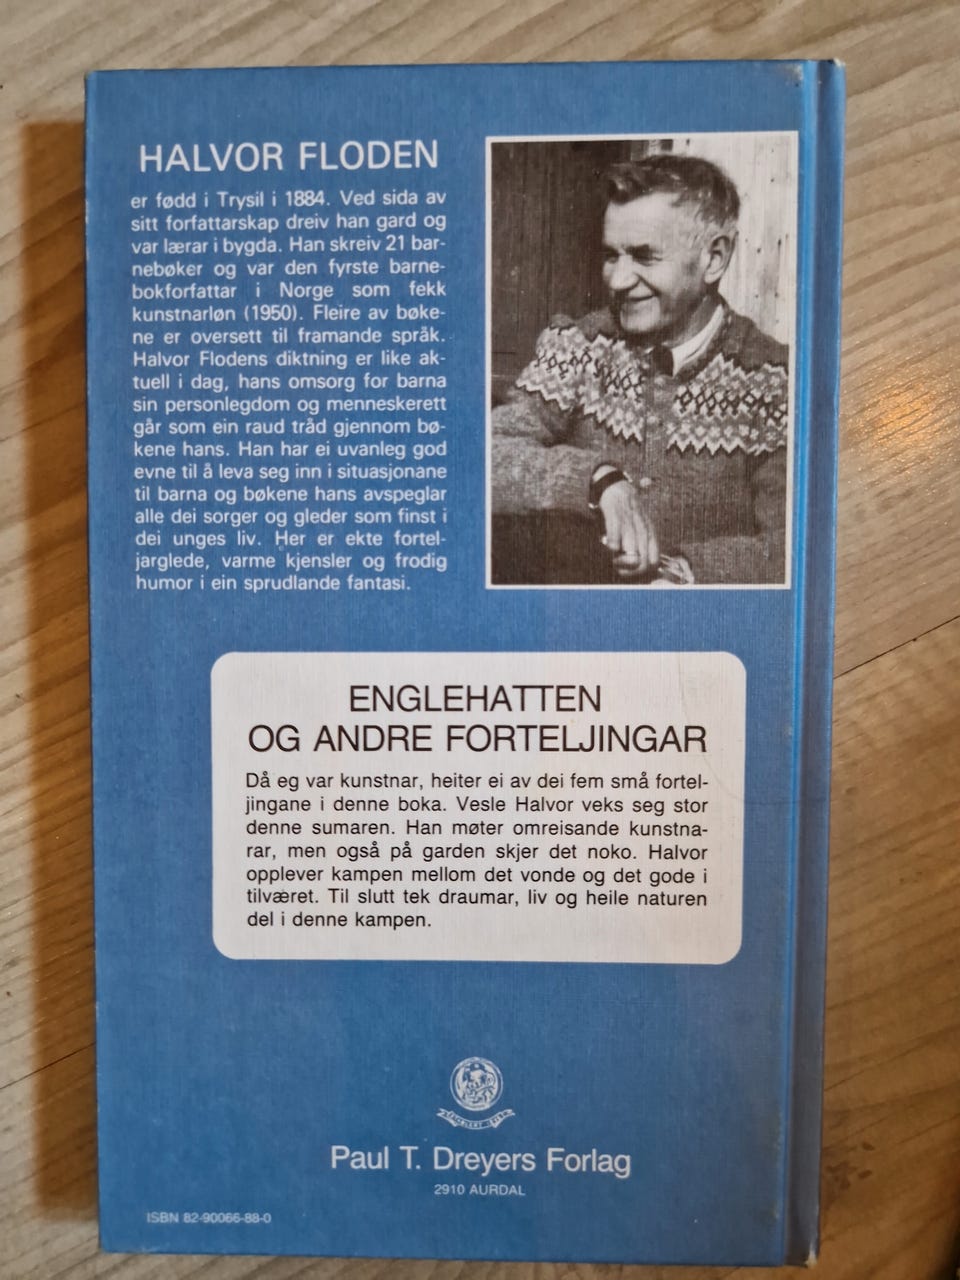 HALVOR FLODEN
er fødd i Trysil i 1884. Ved sida av
sitt forfattarskap dreiv han gard og
var lærar i bygda. Han skreiv 21 bar-
nebøker og var den fyrste barne-
bokforfattar i Norge som fekk
kunstnarløn (1950). Fleire av bøke-
ne er oversett til framande språk.
Halvor Flodens diktning er like ak-
tuell i dag, hans omsorg for barna
sin personlegdom og menneskerett
går som ein raud tråd gjennom bø-
kene hans. Han har ei uvanleg god
evne til å leva seg inn i situasjonane
til barna og bøkene hans avspeglar
alle dei sorger og gleder som finst i
dei unges liv. Her er ekte fortel-
jarglede, varme kjensler og frodig
humor i ein sprudlande fantasi.
ENGLEHATTEN
OG ANDRE FORTELJINGAR
Då eg var kunstnar, heiter ei av dei fem små fortel-
jingane i denne boka. Vesle Halvor veks seg stor
denne sumaren. Han møter omreisande kunstna-
rar, men også på garden skjer det noko. Halvor
opplever kampen mellom det vonde og det gode i
tilværet. Til slutt tek draumar, liv og heile naturen
del i denne kampen.
Paul T. Dreyers Forlag
2910 AURDAL
ISBN 82-90066-88-0